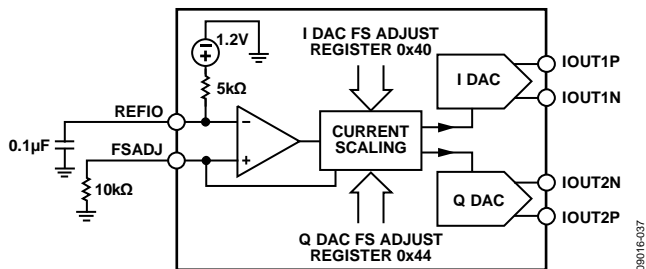 1.2V
I DAC FS ADJUST
REGISTER 0x40
5kΩ
REFIO
0.1µF
FSADJ
10kΩ
–
+
CURRENT
SCALING
I DAC
IOUT1P
IOUT1N
Q DAC
IOUT2N
IOUT2P
Q DAC FS ADJUST
REGISTER 0x44
09016-037